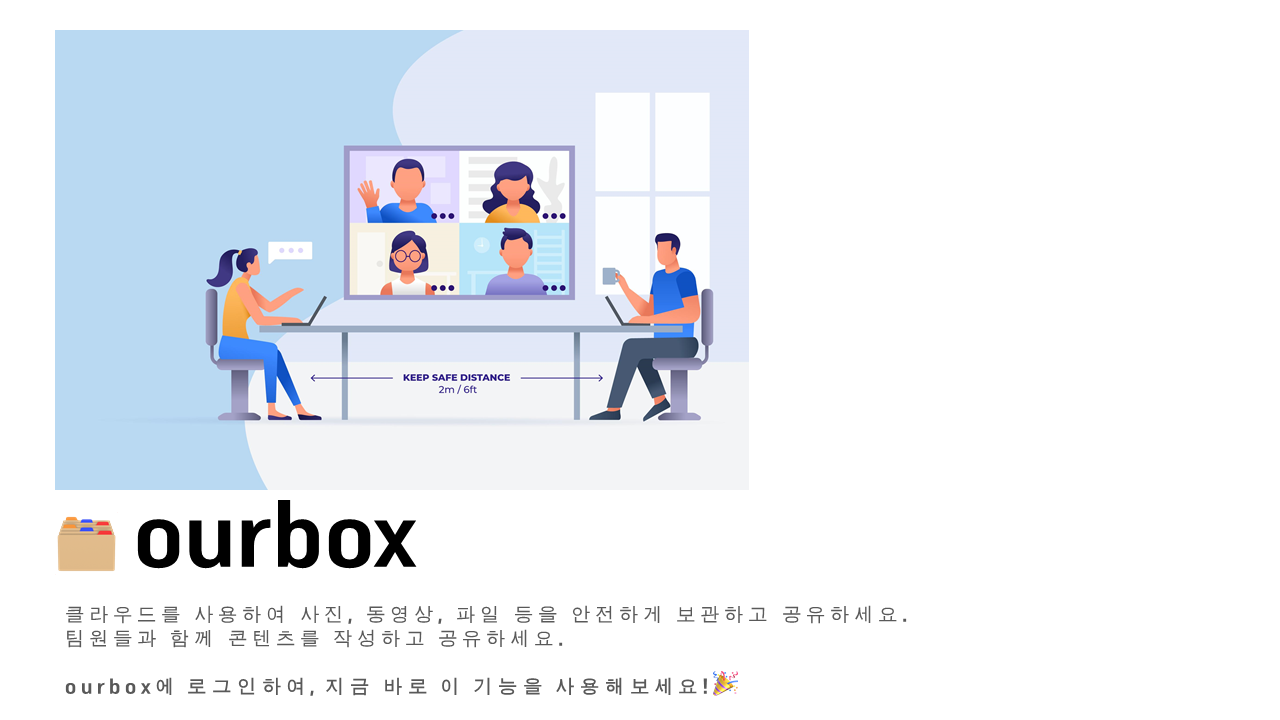 KEEP SAFE DISTANCE
2m / 6ft
ourbox
클라우드를 사용하여 사진, 동영상, 파일 등을 안전하게 보관하고 공유하세요.
팀원들과 함께 콘텐츠를 작성하고 공유하세요.
ourbox에 로그인하여, 지금 바로 이 기능을 사용해보세요!🎉